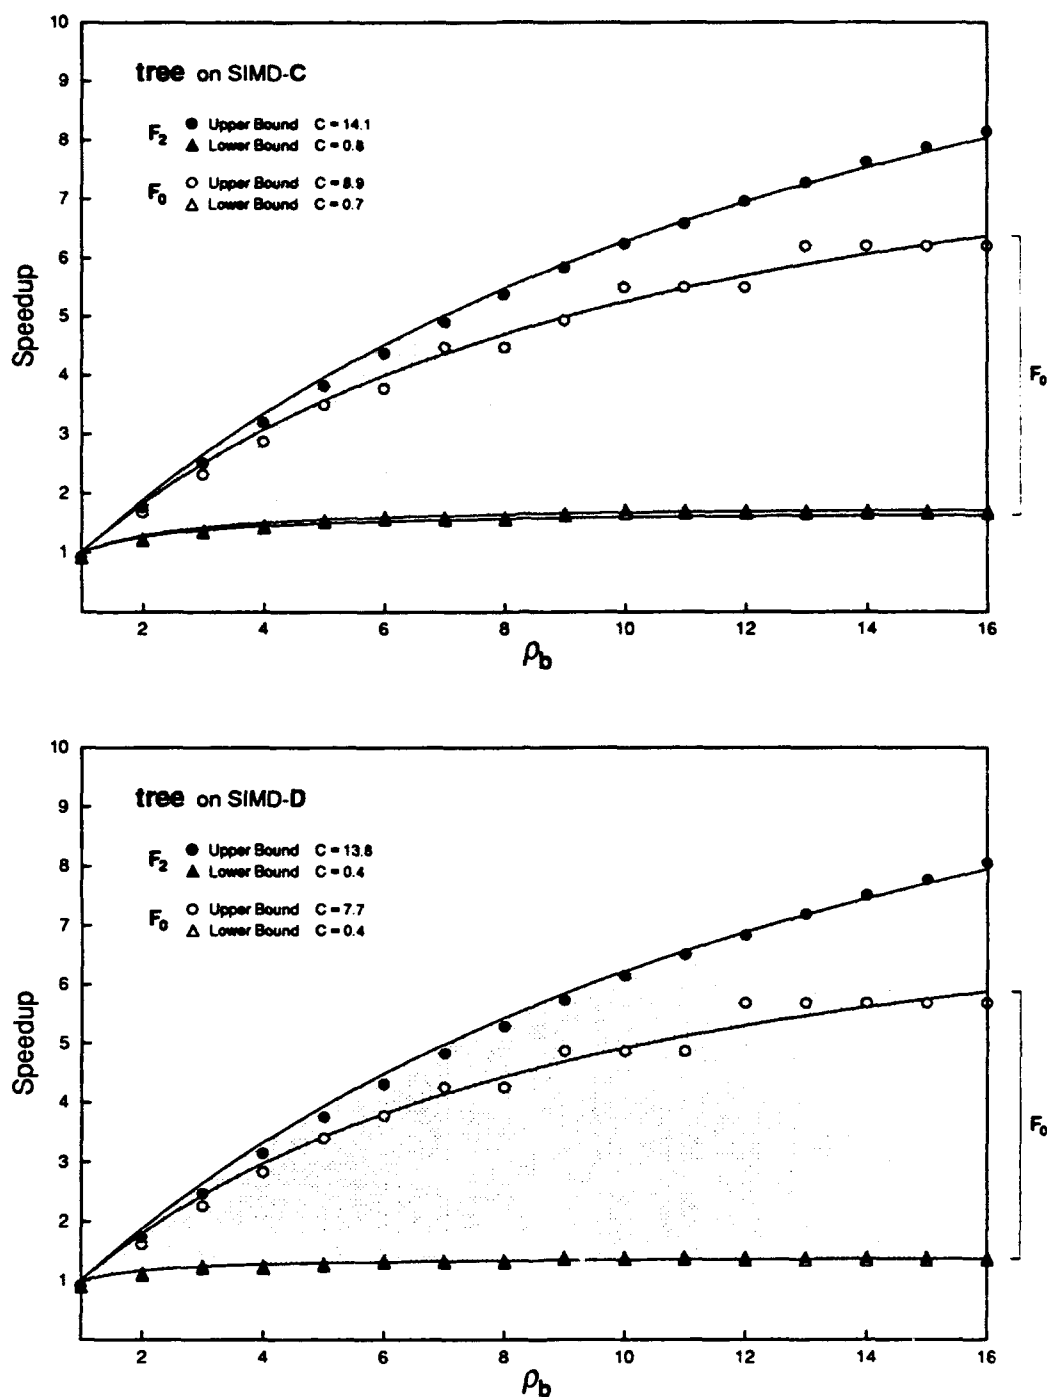 10
9
8
7
6
5
4
3
2
1
Speedup
tree on SIMD-C
F2 ● Upper Bound C = 14.1
▲ Lower Bound C = 0.8
F0 ○ Upper Bound C = 8.9
△ Lower Bound C = 0.7
F0
2 4 6 8 10 12 14 16
ρb
10
9
8
7
6
5
4
3
2
1
Speedup
tree on SIMD-D
F2 ● Upper Bound C = 13.8
▲ Lower Bound C = 0.4
F0 ○ Upper Bound C = 7.7
△ Lower Bound C = 0.4
F0
2 4 6 8 10 12 14 16
ρb